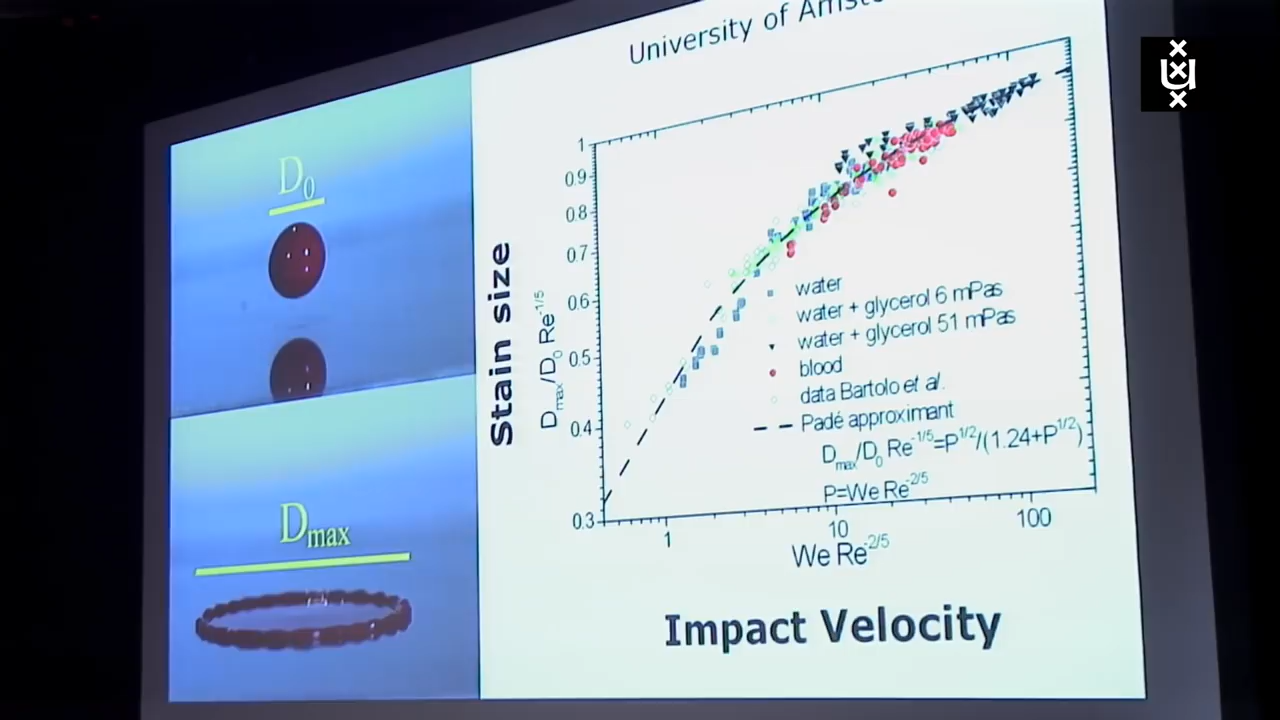 University of Amste
D0
Dmax
Stain size
Dmax/D0 Re^-1/5
1
0.9
0.8
0.7
0.6
0.5
0.4
0.3
water
water + glycerol 6 mPas
water + glycerol 51 mPas
blood
data Bartolo et al.
Padé approximant
Dmax/D0 Re^-1/5=P^1/2/(1.24+P^1/2)
P=We Re^-2/5
1
10
100
We Re^-2/5
Impact Velocity
U